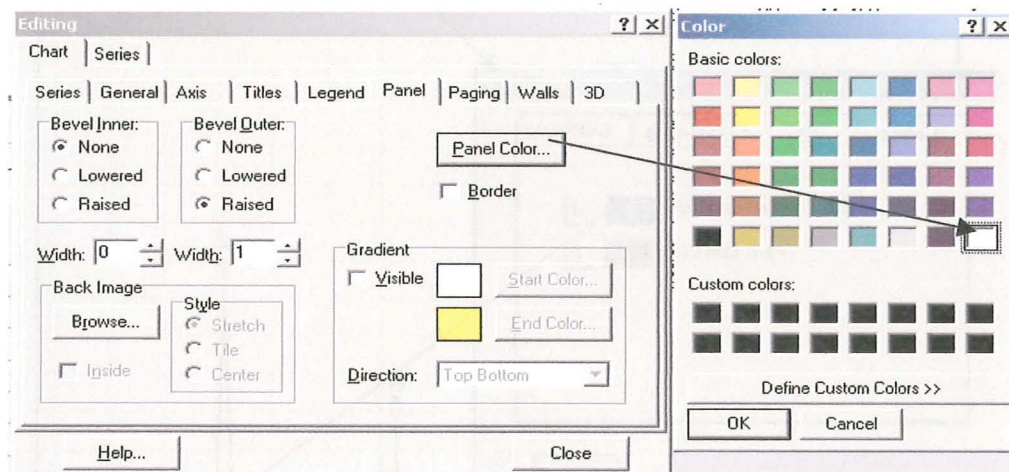 Editing ? x
Chart Series
Series General Axis Titles Legend Panel Paging Walls 3D
Bevel Inner:
None
Lowered
Raised
Width: 0
Bevel Outer:
None
Lowered
Raised
Width: 1
Panel Color...
Border
Back Image
Browse...
Inside
Style
Stretch
Tile
Center
Gradient
Visible
Start Color...
End Color...
Direction: Top Bottom
Help... Close
Color ? x
Basic colors:
Custom colors:
Define Custom Colors >>
OK Cancel